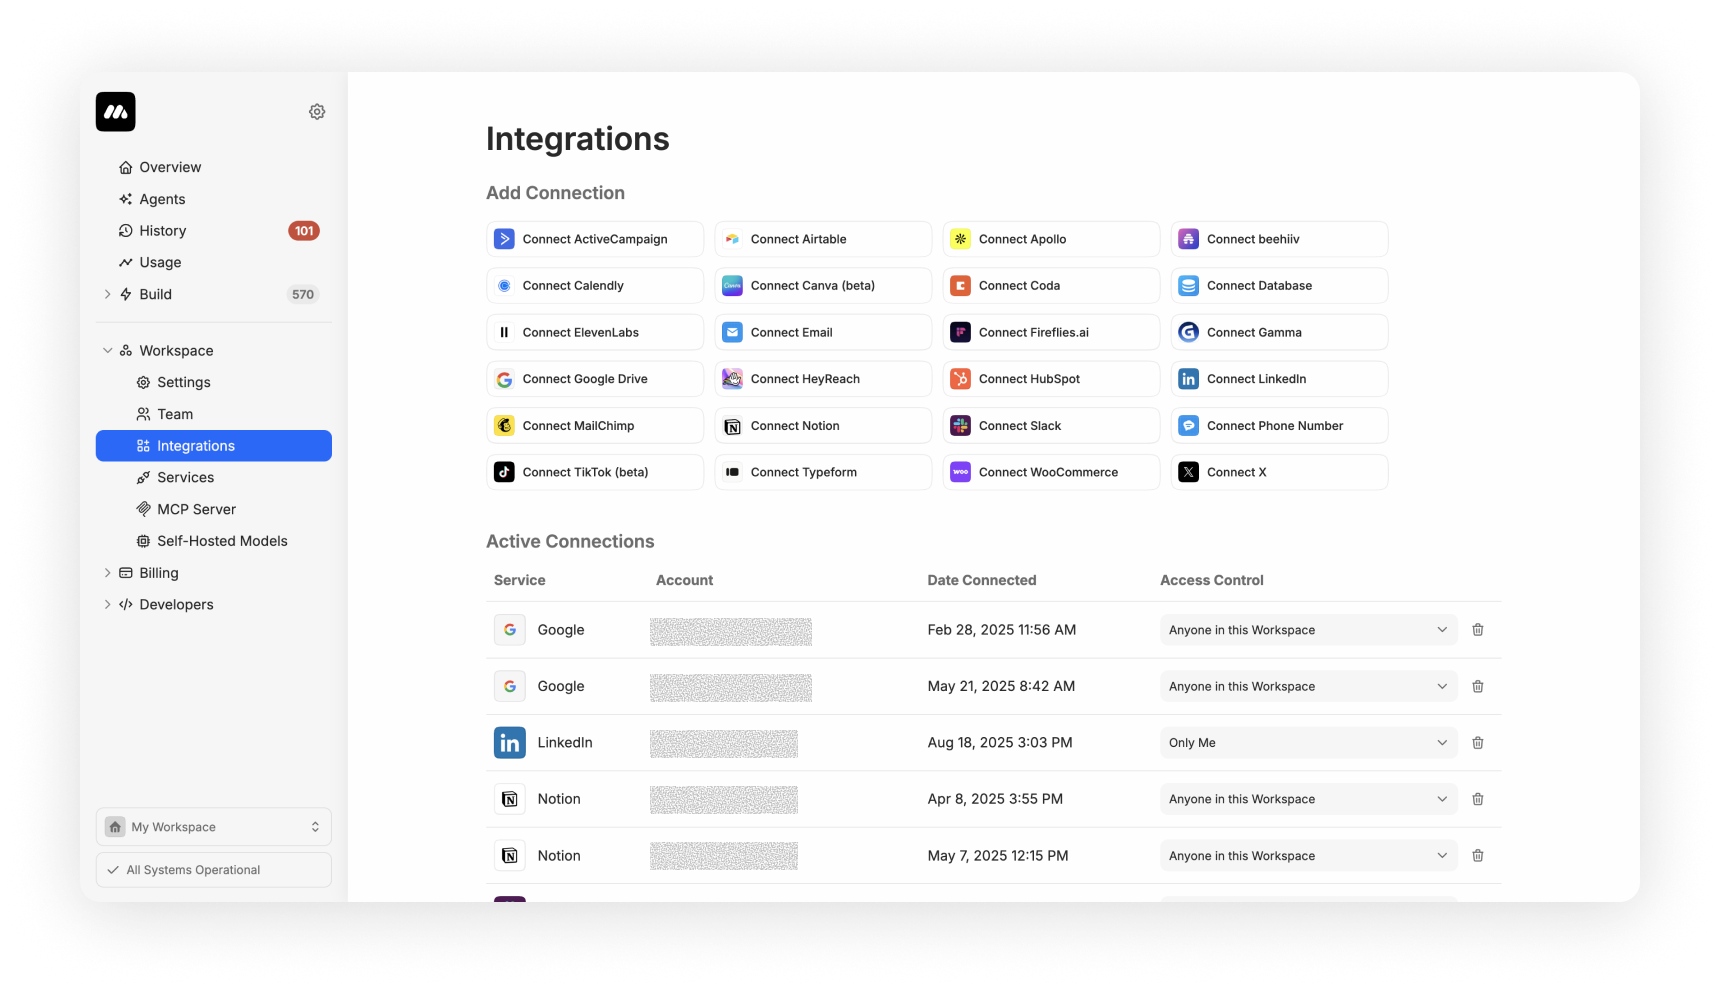 Overview
Agents
History 101
Usage
Build 570
Workspace
Settings
Team
Integrations
Services
MCP Server
Self-Hosted Models
Billing
Developers
My Workspace
All Systems Operational
Integrations
Add Connection
Connect ActiveCampaign Connect Airtable Connect Apollo Connect beehiiv
Connect Calendly Connect Canva (beta) Connect Coda Connect Database
Connect ElevenLabs Connect Email Connect Fireflies.ai Connect Gamma
Connect Google Drive Connect HeyReach Connect HubSpot Connect LinkedIn
Connect MailChimp Connect Notion Connect Slack Connect Phone Number
Connect TikTok (beta) Connect Typeform Connect WooCommerce Connect X
Active Connections
Service Account Date Connected Access Control
Google Feb 28, 2025 11:56 AM Anyone in this Workspace
Google May 21, 2025 8:42 AM Anyone in this Workspace
LinkedIn Aug 18, 2025 3:03 PM Only Me
Notion Apr 8, 2025 3:55 PM Anyone in this Workspace
Notion May 7, 2025 12:15 PM Anyone in this Workspace